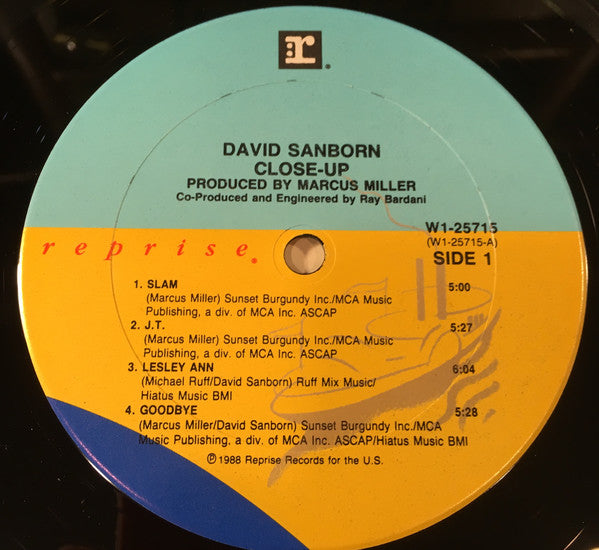 r
DAVID SANBORN
CLOSE-UP
PRODUCED BY MARCUS MILLER
Co-Produced and Engineered by Ray Bardani
W1-25715
(W1-25715-A)
reprise®
SIDE 1
1. SLAM 5:00
(Marcus Miller) Sunset Burgundy Inc./MCA Music
Publishing, a div. of MCA Inc. ASCAP
2. J.T. 5:27
(Marcus Miller) Sunset Burgundy Inc./MCA Music
Publishing, a div. of MCA Inc. ASCAP
3. LESLEY ANN 6:04
(Michael Ruff/David Sanborn) Ruff Mix Music/
Hiatus Music BMI
4. GOODBYE 5:28
(Marcus Miller/David Sanborn) Sunset Burgundy Inc./MCA
Music Publishing, a div. of MCA Inc. ASCAP/Hiatus Music BMI
℗1988 Reprise Records for the U.S.